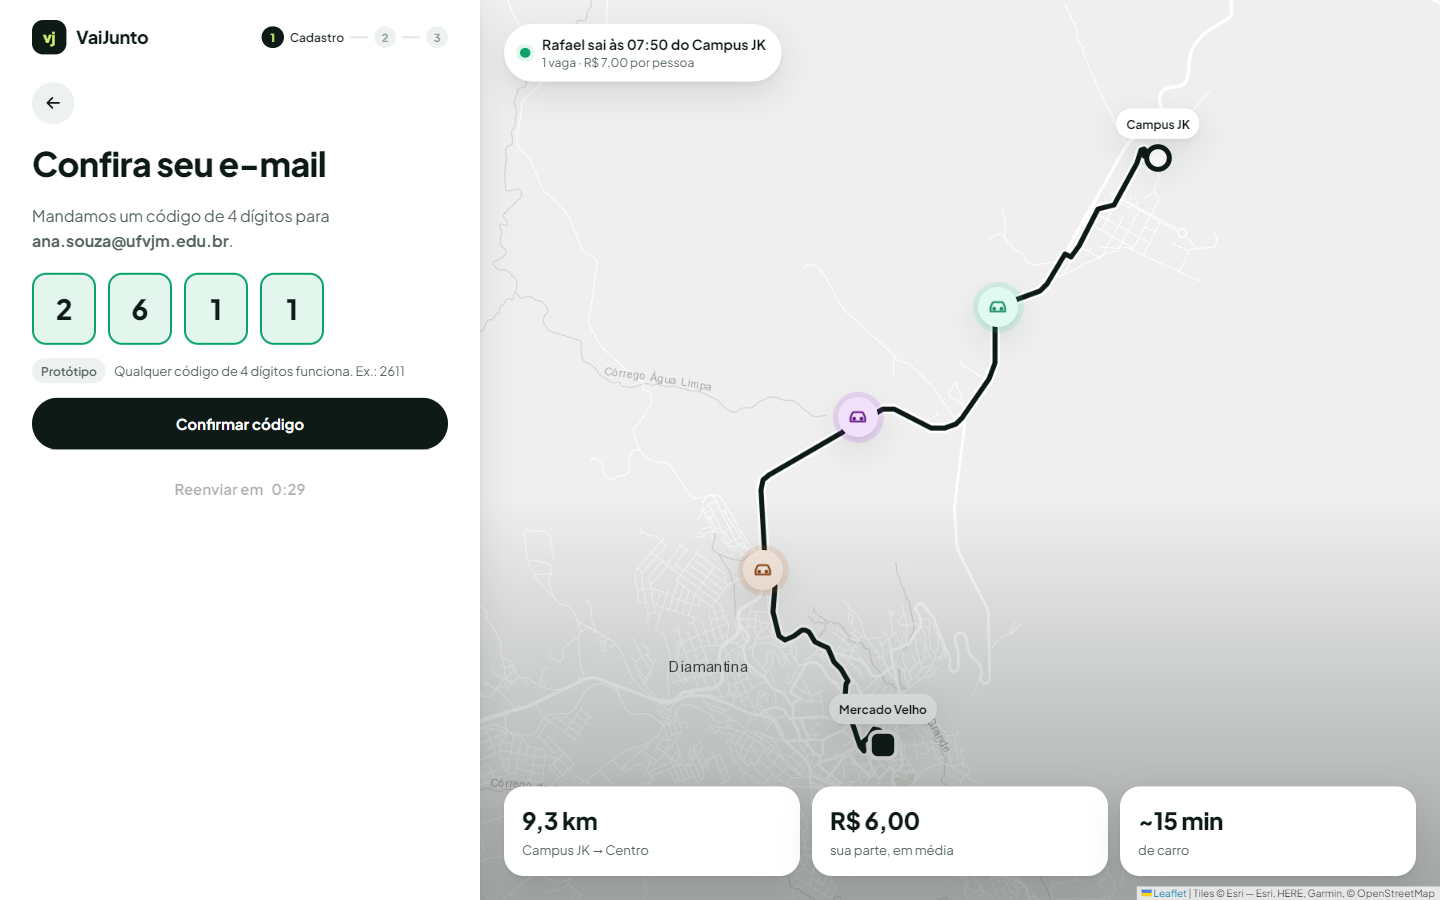 vj VaiJunto
1 Cadastro 2 3
Confira seu e-mail
Mandamos um código de 4 dígitos para
ana.souza@ufvjm.edu.br.
2 6 1 1
Protótipo Qualquer código de 4 dígitos funciona. Ex.: 2611
Confirmar código
Reenviar em 0:29
Rafael sai às 07:50 do Campus JK
1 vaga · R$ 7,00 por pessoa
Campus JK
Córrego Água Limpa
Diamantina
Mercado Velho
Grande
Córrego d
9,3 km
Campus JK → Centro
R$ 6,00
sua parte, em média
~15 min
de carro
Leaflet | Tiles © Esri — Esri, HERE, Garmin, © OpenStreetMap